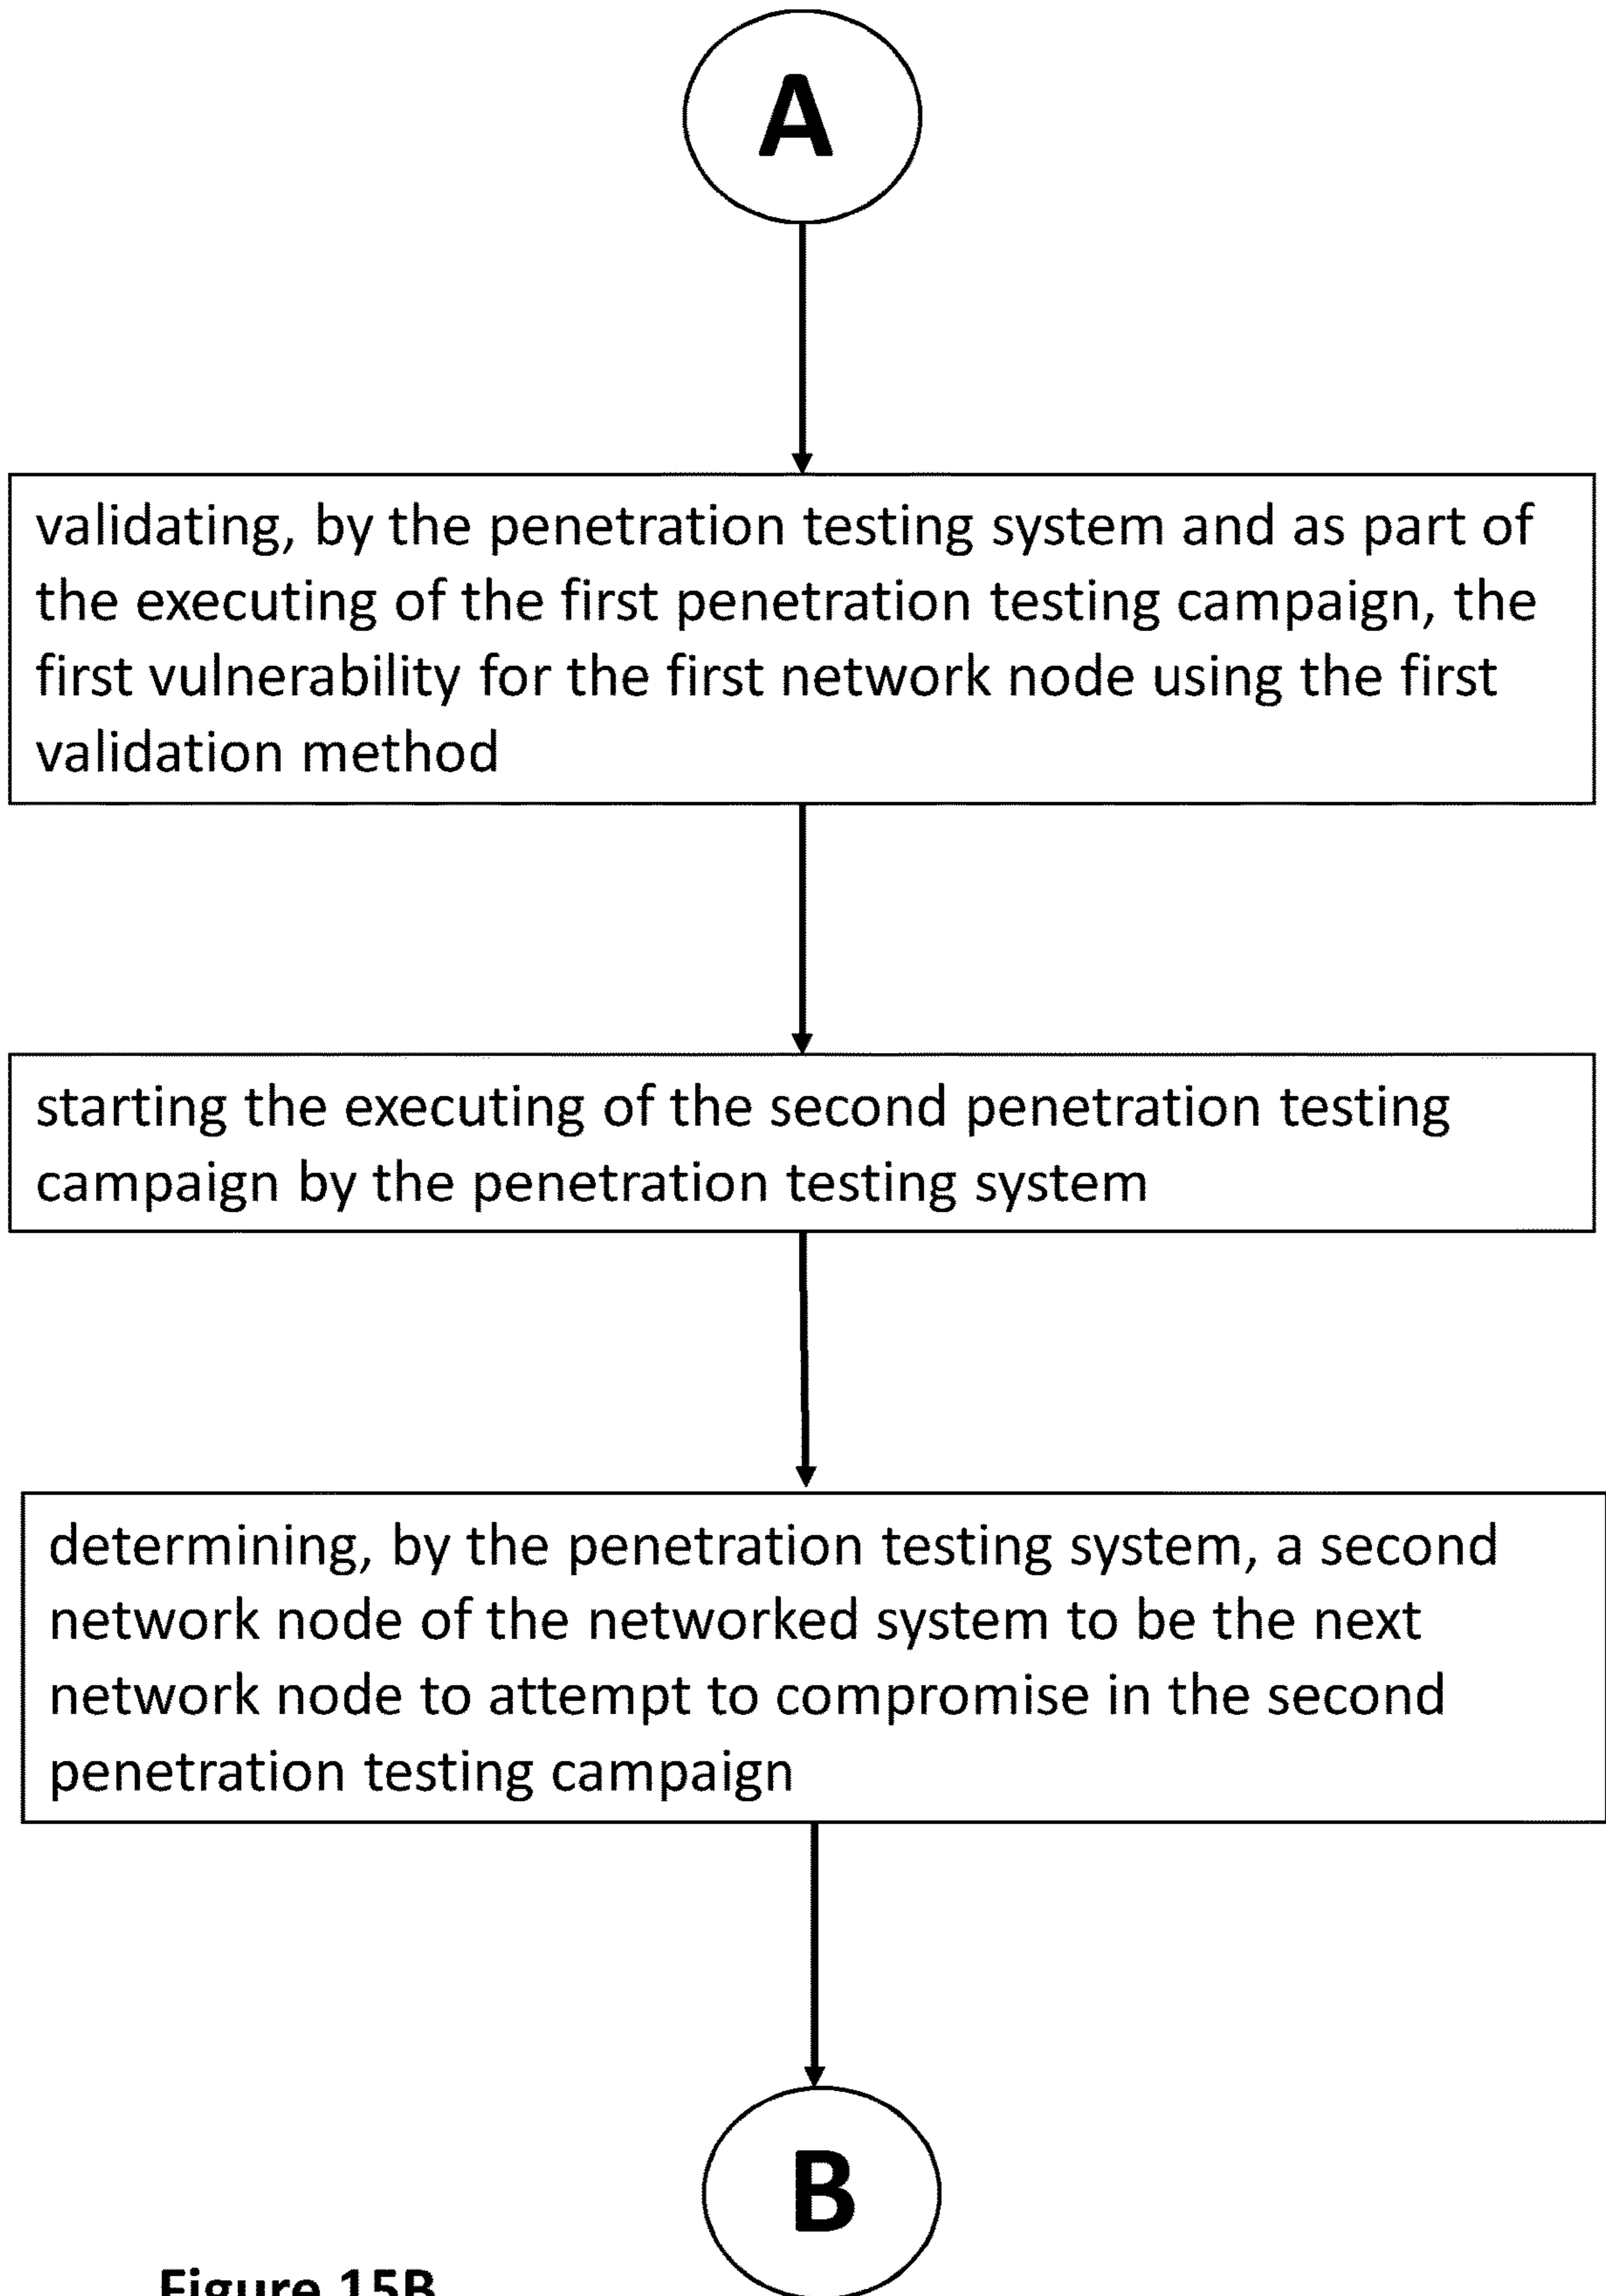 A
validating, by the penetration testing system and as part of
the executing of the first penetration testing campaign, the
first vulnerability for the first network node using the first
validation method
starting the executing of the second penetration testing
campaign by the penetration testing system
determining, by the penetration testing system, a second
network node of the networked system to be the next
network node to attempt to compromise in the second
penetration testing campaign
B
Figure 15B